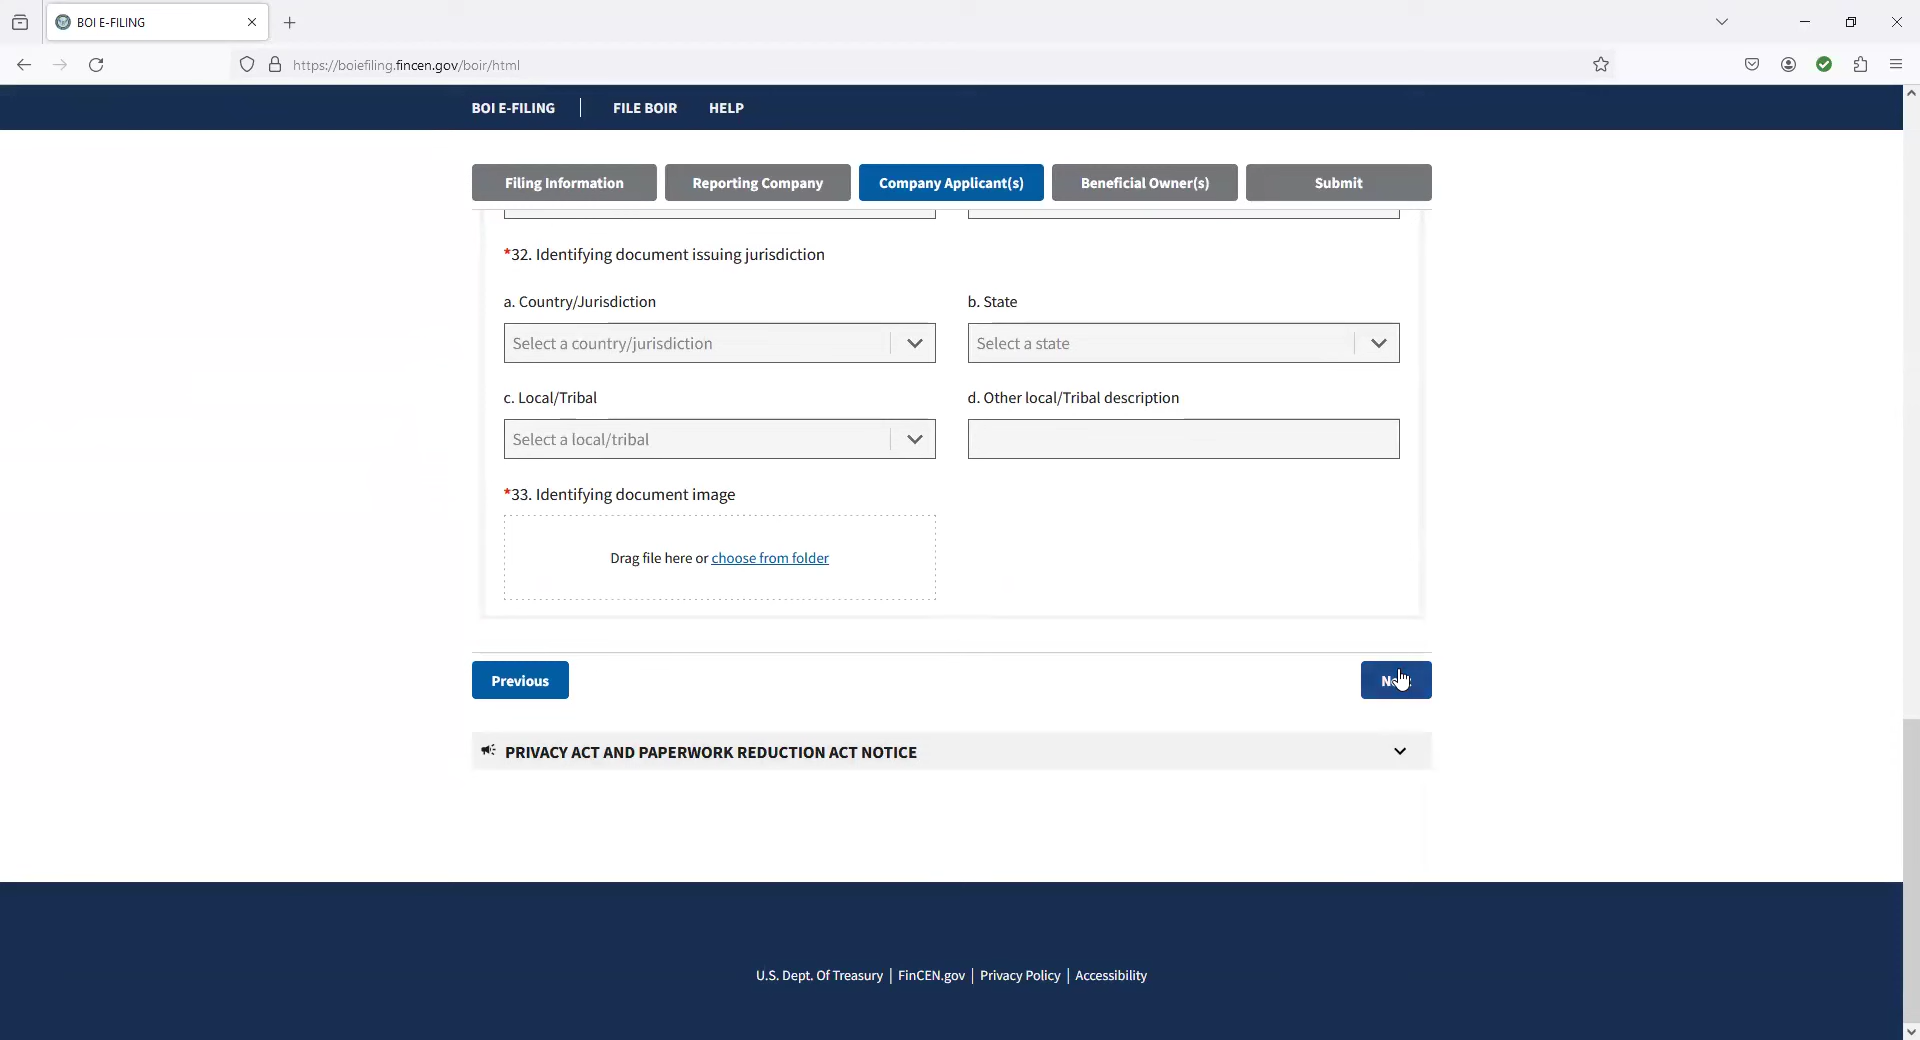 BOI E-FILING
https://boiefiling.fincen.gov/boir/html
BOI E-FILING
FILE BOIR
HELP
Filing Information
Reporting Company
Company Applicant(s)
Beneficial Owner(s)
Submit
*32. Identifying document issuing jurisdiction
a. Country/Jurisdiction
b. State
Select a country/jurisdiction
Select a state
c. Local/Tribal
d. Other local/Tribal description
Select a local/tribal
*33. Identifying document image
Drag file here or choose from folder
Previous
PRIVACY ACT AND PAPERWORK REDUCTION ACT NOTICE
U.S. Dept. Of Treasury | FinCEN.gov | Privacy Policy | Accessibility